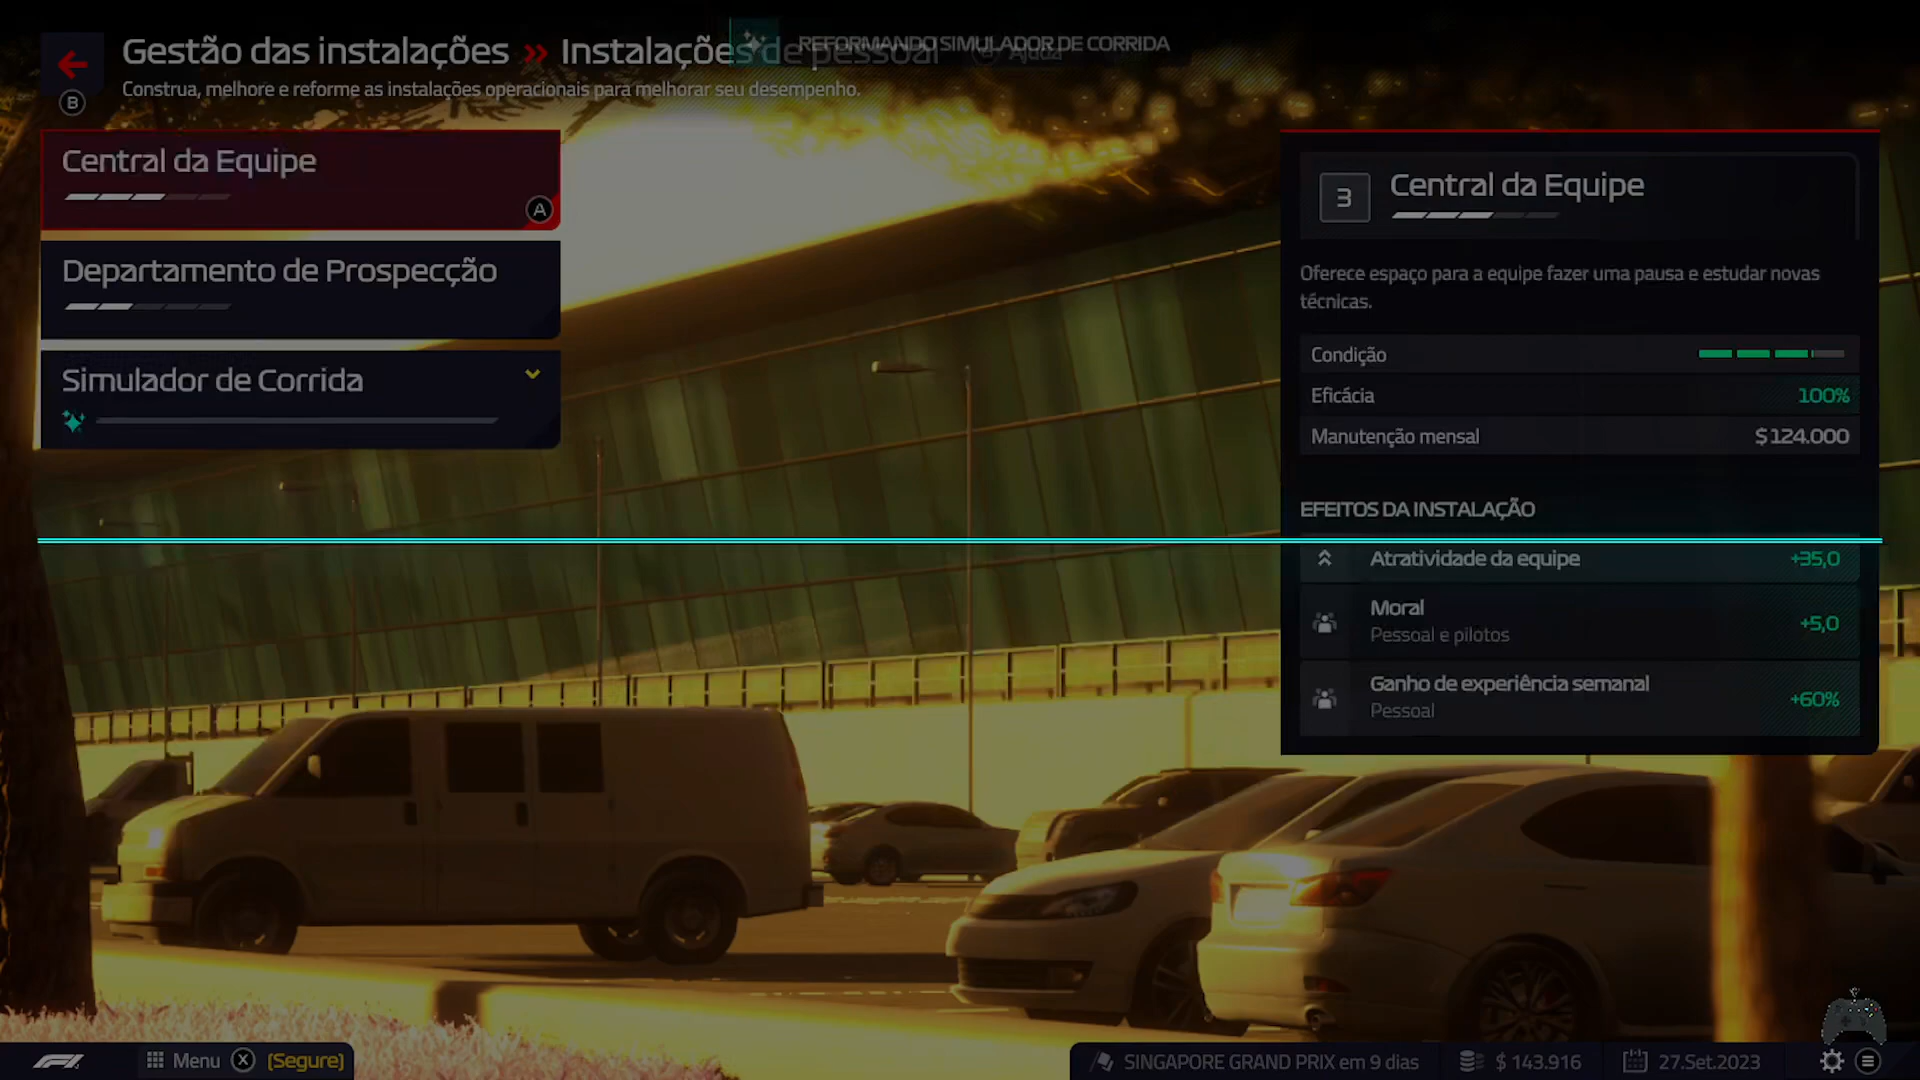 Gestão das instalações » Instalações de pessoal
REFORMANDO SIMULADOR DE CORRIDA
Ajuda
Construa, melhore e reforme as instalações operacionais para melhorar seu desempenho.
B
Central da Equipe
A
Departamento de Prospecção
Simulador de Corrida
3
Central da Equipe
Oferece espaço para a equipe fazer uma pausa e estudar novas
técnicas.
Condição
Eficácia 100%
Manutenção mensal $124.000
EFEITOS DA INSTALAÇÃO
Atratividade da equipe +35,0
Moral
Pessoal e pilotos
+5,0
Ganho de experiência semanal
Pessoal
+60%
Menu X [Segure]
SINGAPORE GRAND PRIX em 9 dias
$ 143.916
27.Set.2023